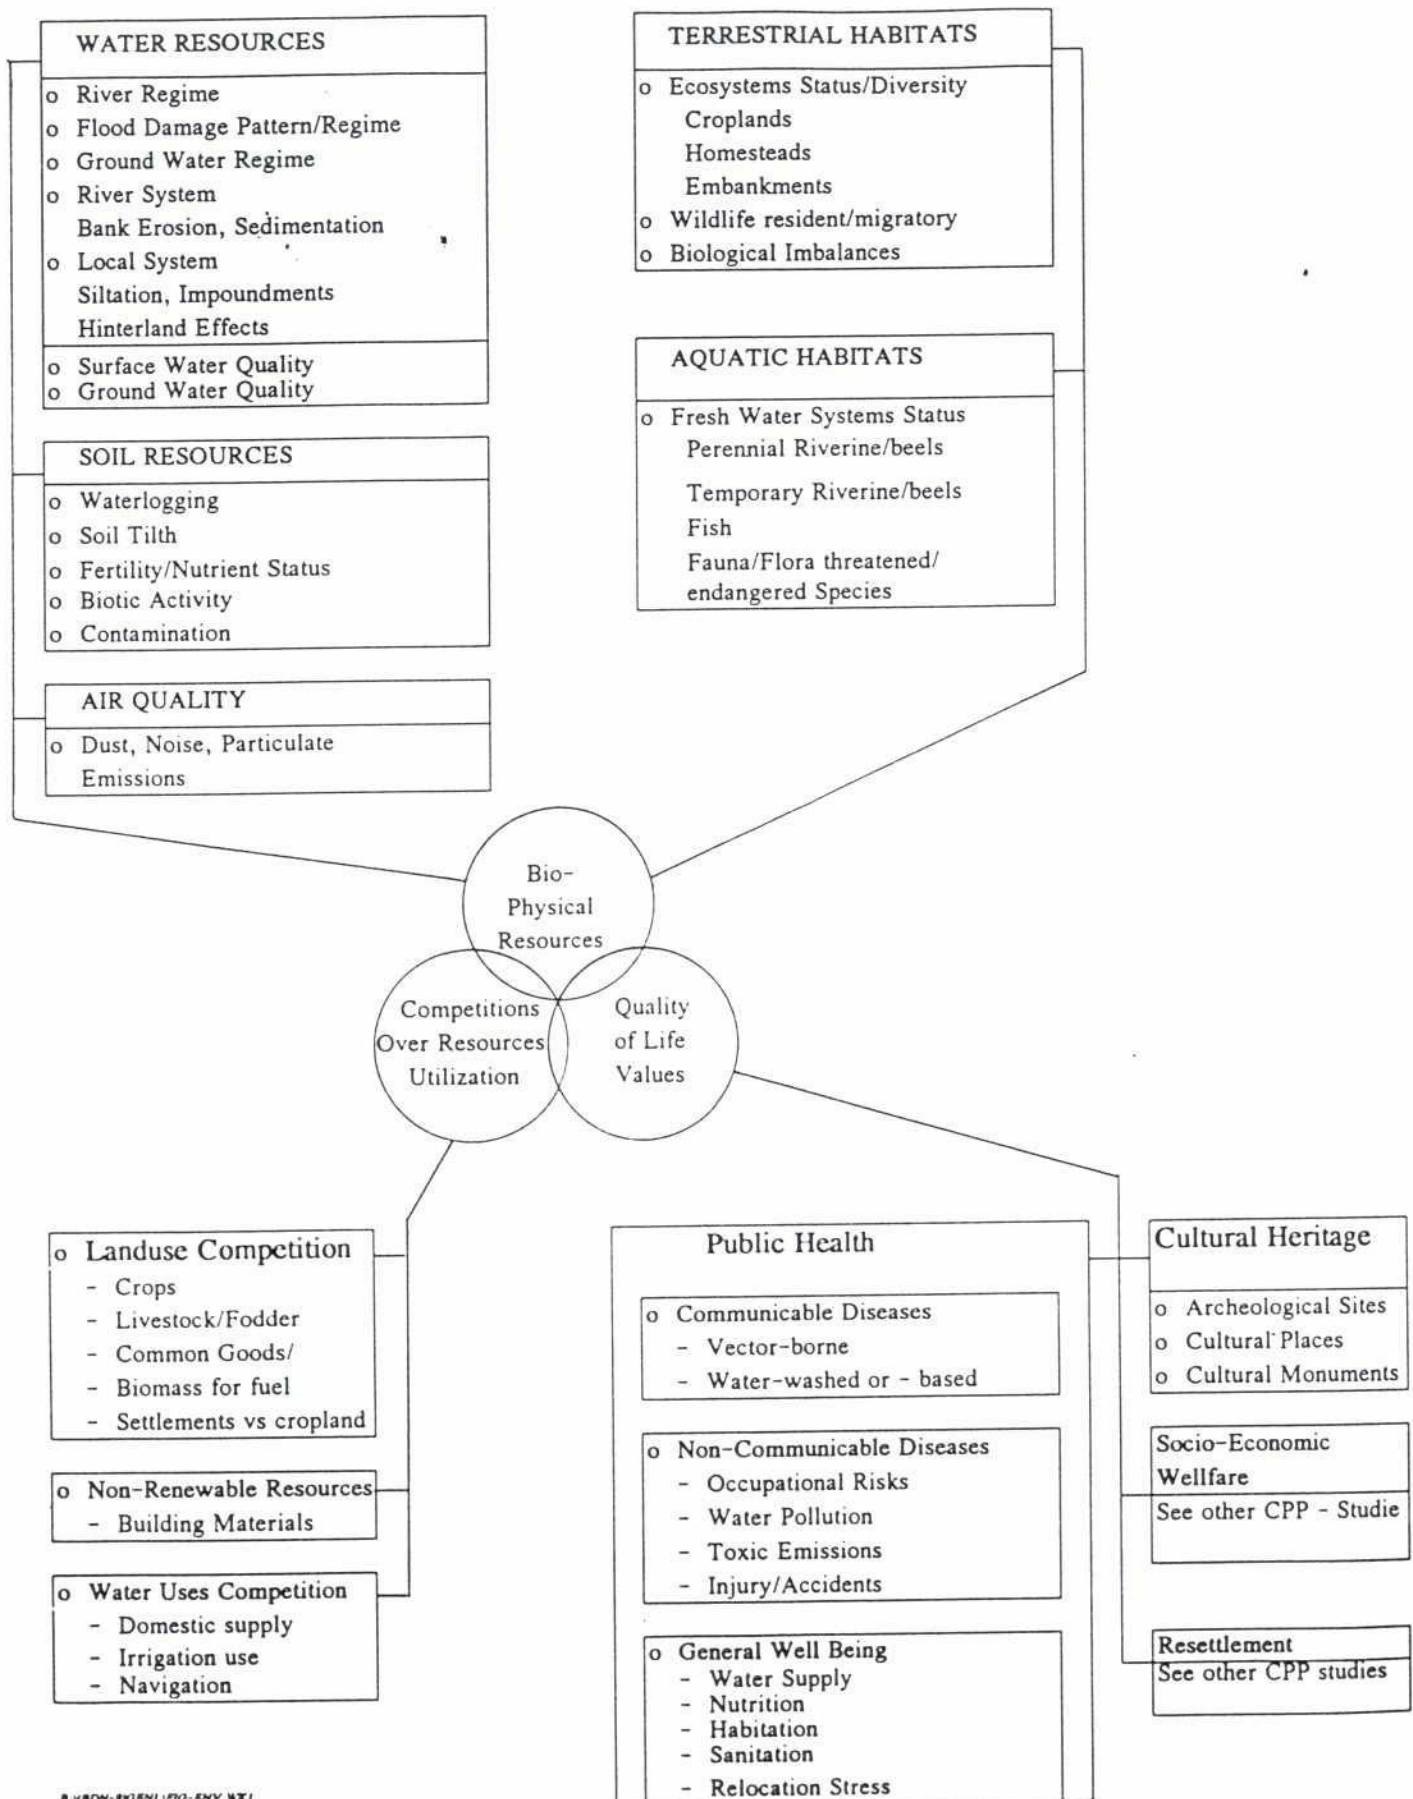 WATER RESOURCES
o River Regime
o Flood Damage Pattern/Regime
o Ground Water Regime
o River System
Bank Erosion, Sedimentation
o Local System
Siltation, Impoundments
Hinterland Effects
o Surface Water Quality
o Ground Water Quality
SOIL RESOURCES
o Waterlogging
o Soil Tilth
o Fertility/Nutrient Status
o Biotic Activity
o Contamination
AIR QUALITY
o Dust, Noise, Particulate
Emissions
TERRESTRIAL HABITATS
o Ecosystems Status/Diversity
Croplands
Homesteads
Embankments
o Wildlife resident/migratory
o Biological Imbalances
AQUATIC HABITATS
o Fresh Water Systems Status
Perennial Riverine/beels
Temporary Riverine/beels
Fish
Fauna/Flora threatened/
endangered Species
Bio-
Physical
Resources
Competitions
Over Resources
Utilization
Quality
of Life
Values
o Landuse Competition
- Crops
- Livestock/Fodder
- Common Goods/
- Biomass for fuel
- Settlements vs cropland
o Non-Renewable Resources
- Building Materials
o Water Uses Competition
- Domestic supply
- Irrigation use
- Navigation
Public Health
o Communicable Diseases
- Vector-borne
- Water-washed or - based
o Non-Communicable Diseases
- Occupational Risks
- Water Pollution
- Toxic Emissions
- Injury/Accidents
o General Well Being
- Water Supply
- Nutrition
- Habitation
- Sanitation
- Relocation Stress
Cultural Heritage
o Archeological Sites
o Cultural Places
o Cultural Monuments
Socio-Economic
Wellfare
See other CPP - Studie
Resettlement
See other CPP studies